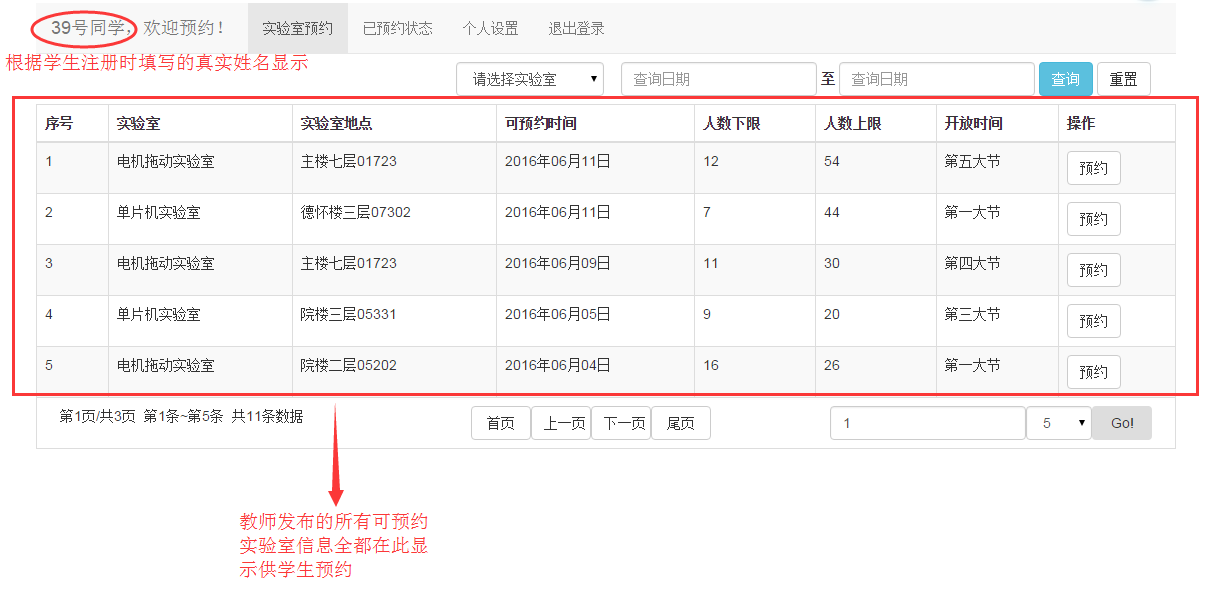 39号同学，欢迎预约！ 实验室预约 已预约状态 个人设置 退出登录
根据学生注册时填写的真实姓名显示
请选择实验室 查询日期 至 查询日期 查询 重置
序号 实验室 实验室地点 可预约时间 人数下限 人数上限 开放时间 操作
1 电机拖动实验室 主楼七层01723 2016年06月11日 12 54 第五大节 预约
2 单片机实验室 德怀楼三层07302 2016年06月11日 7 44 第一大节 预约
3 电机拖动实验室 主楼七层01723 2016年06月09日 11 30 第四大节 预约
4 单片机实验室 院楼三层05331 2016年06月05日 9 20 第三大节 预约
5 电机拖动实验室 院楼二层05202 2016年06月04日 16 26 第一大节 预约
第1页/共3页 第1条~第5条 共11条数据 首页 上一页 下一页 尾页 1 5 Go!
教师发布的所有可预约
实验室信息全都在此显
示供学生预约